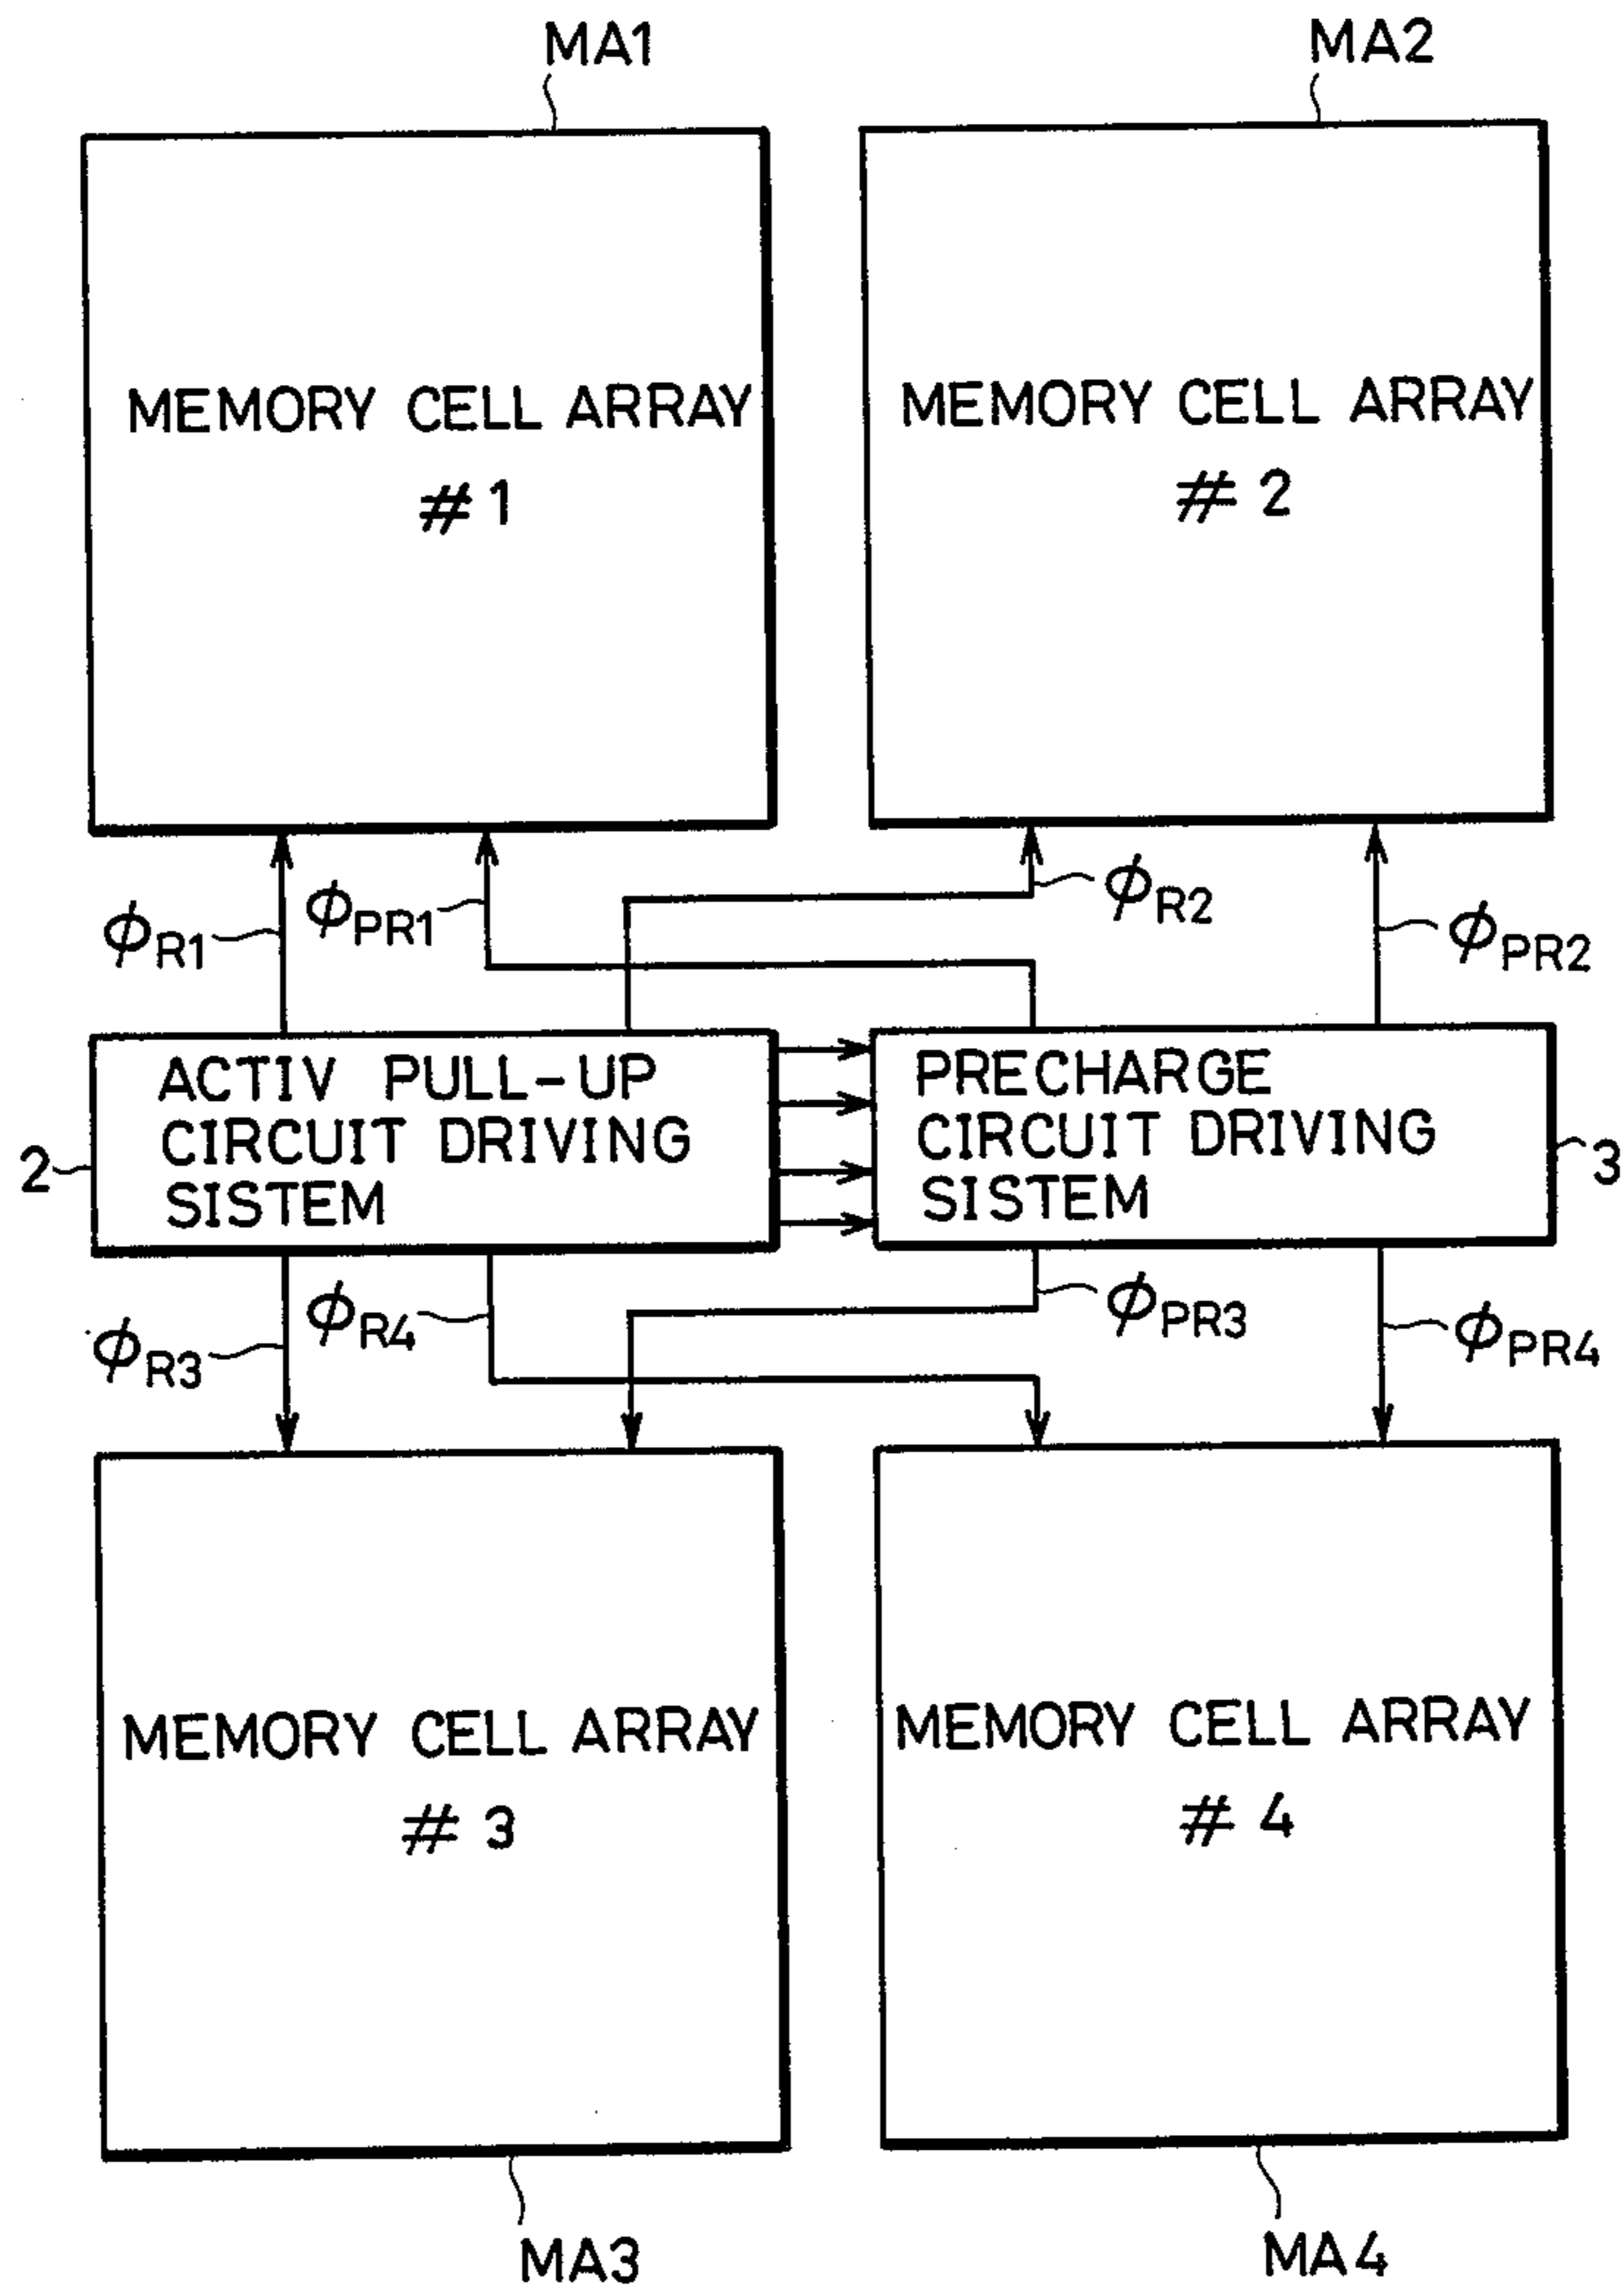 MA1
MA2
MEMORY CELL ARRAY
#1
MEMORY CELL ARRAY
#2
ϕR1
ϕPR1
ϕR2
ϕPR2
2
ACTIV PULL-UP
CIRCUIT DRIVING
SISTEM
PRECHARGE
CIRCUIT DRIVING
SISTEM
3
ϕR3
ϕR4
ϕPR3
ϕPR4
MEMORY CELL ARRAY
#3
MEMORY CELL ARRAY
#4
MA3
MA4